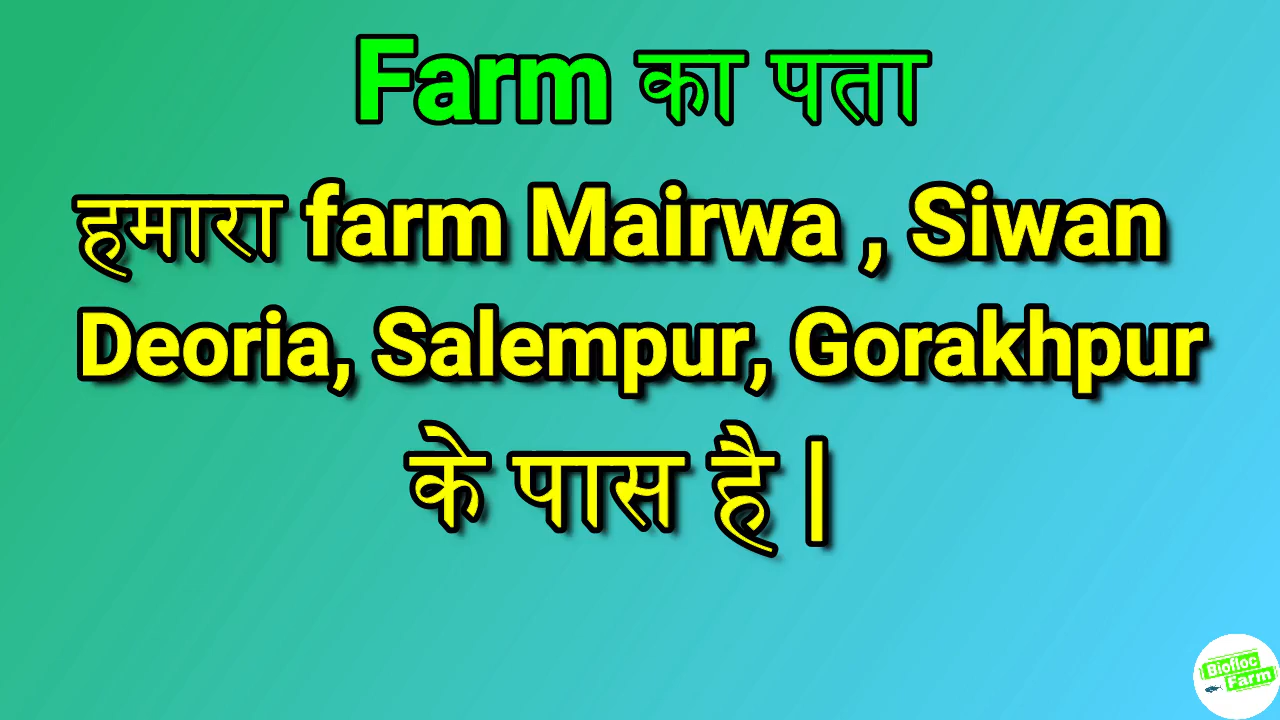 Farm का पता
हमारा farm Mairwa , Siwan
Deoria, Salempur, Gorakhpur
के पास है |
Biofloc
Farm